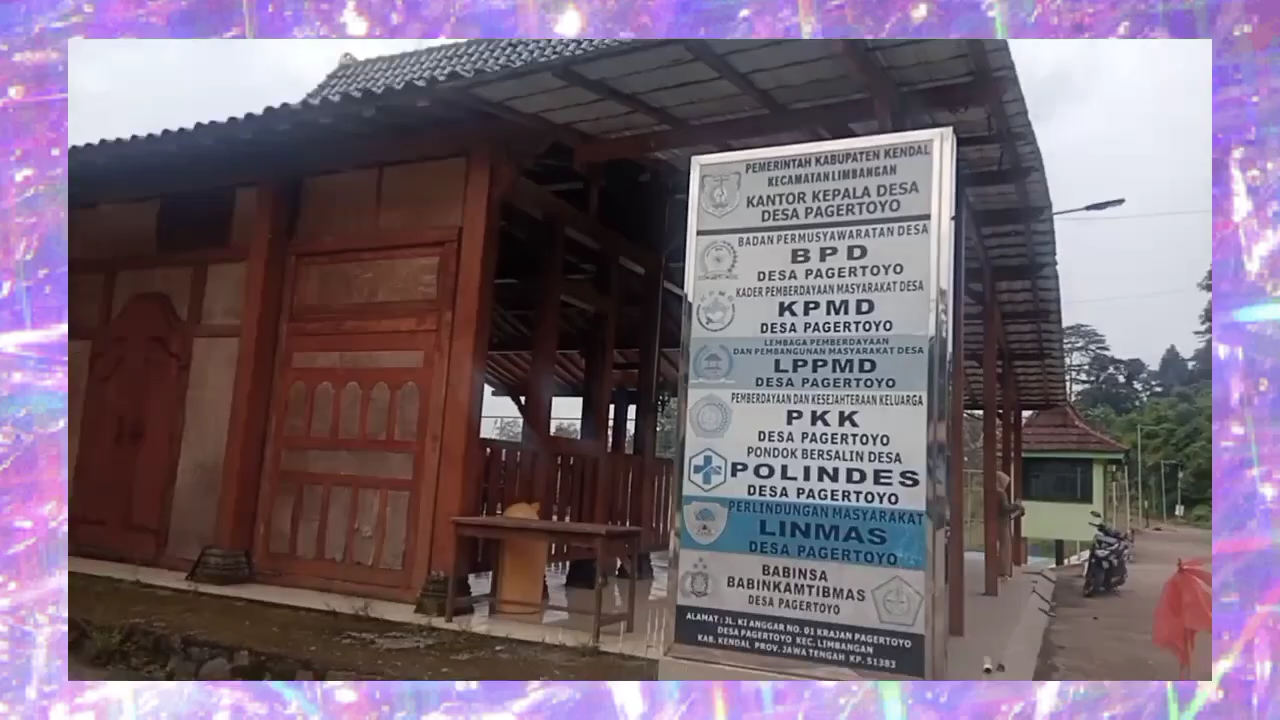 PEMERINTAH KABUPATEN KENDAL
KECAMATAN LIMBANGAN
KANTOR KEPALA DESA
DESA PAGERTOYO
BADAN PERMUSYAWARATAN DESA
BPD
DESA PAGERTOYO
KADER PEMBERDAYAAN MASYARAKAT DESA
KPMD
DESA PAGERTOYO
LEMBAGA PEMBERDAYAAN
DAN PEMBANGUNAN MASYARAKAT DESA
LPPMD
DESA PAGERTOYO
PEMBERDAYAAN DAN KESEJAHTERAAN KELUARGA
PKK
DESA PAGERTOYO
PONDOK BERSALIN DESA
POLINDES
DESA PAGERTOYO
PERLINDUNGAN MASYARAKAT
LINMAS
DESA PAGERTOYO
BABINSA
BABINKAMTIBMAS
DESA PAGERTOYO
ALAMAT : JL. KI ANGGAR NO. 01 KRAJAN PAGERTOYO
DESA PAGERTOYO KEC. LIMBANGAN
KAB. KENDAL PROV. JAWA TENGAH KP. 51383